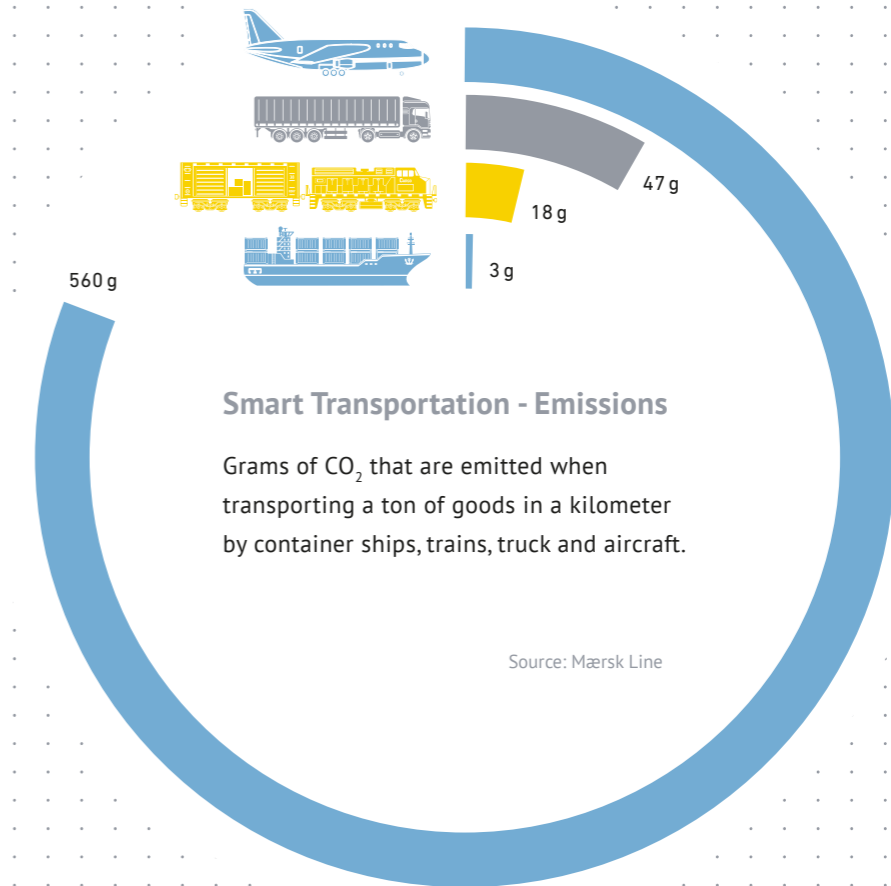 47 g
18 g
3 g
560 g
Smart Transportation - Emissions
Grams of CO₂ that are emitted when
transporting a ton of goods in a kilometer
by container ships, trains, truck and aircraft.
Source: Mærsk Line